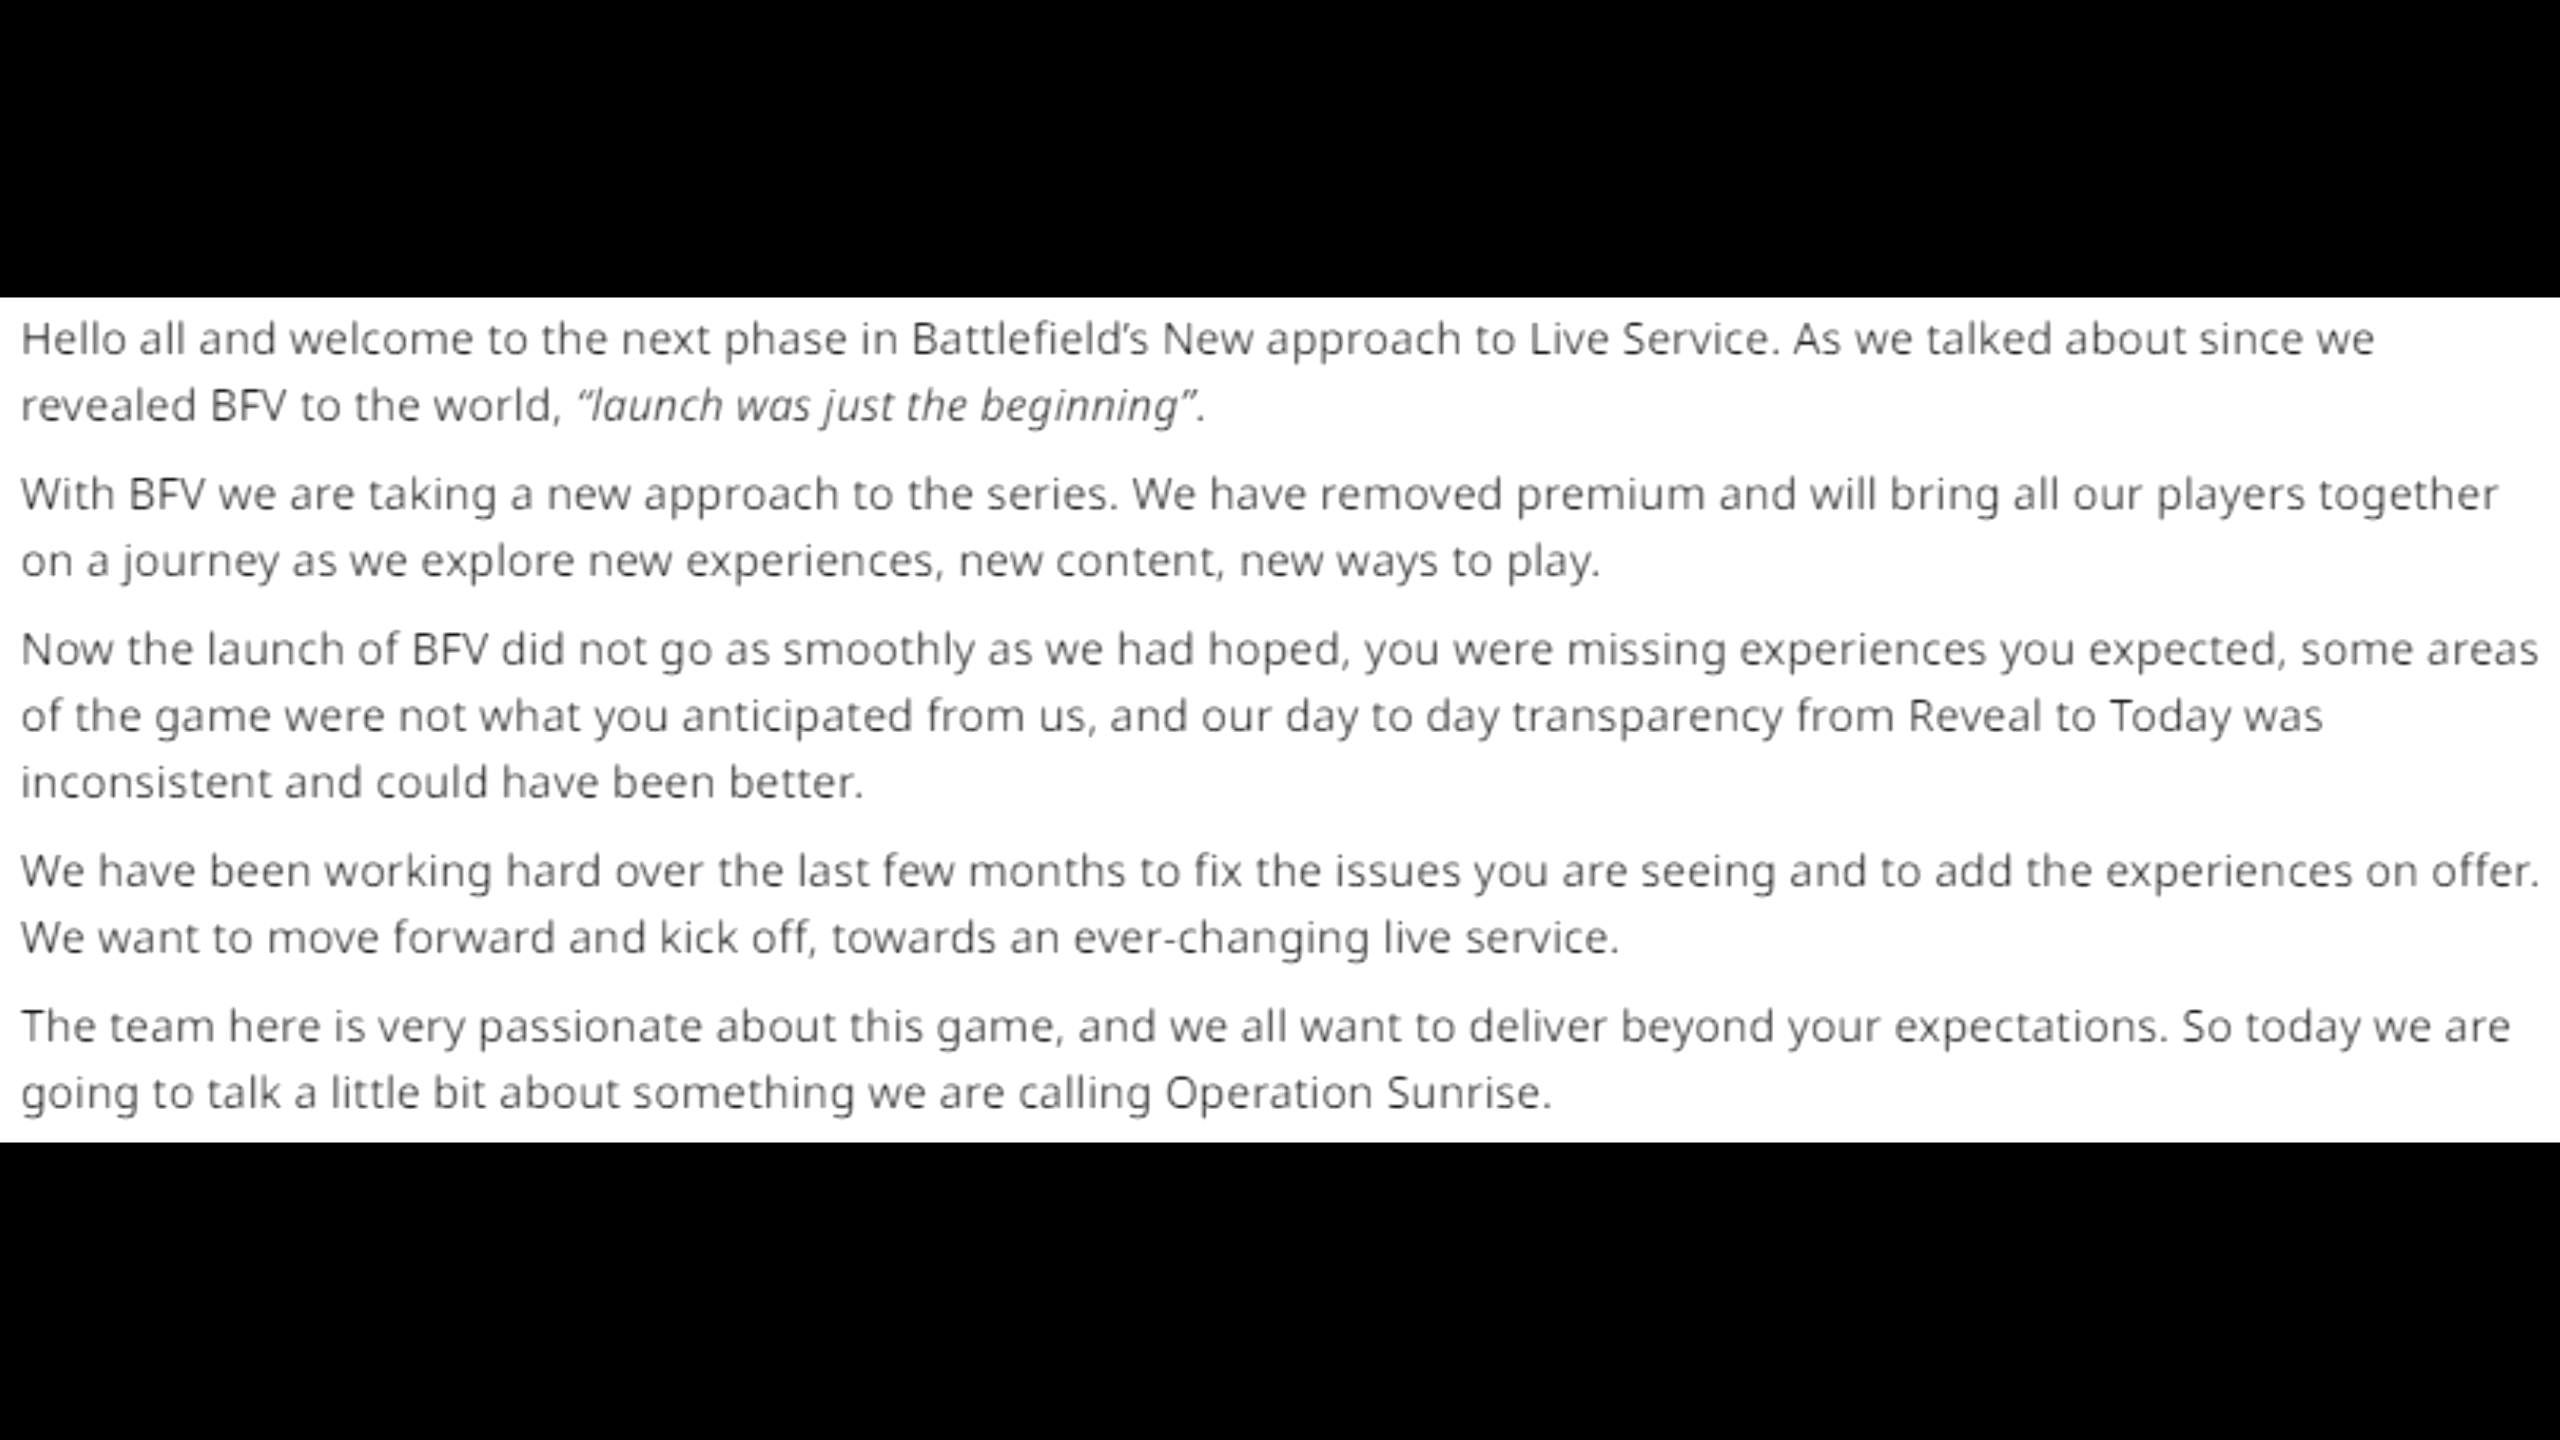 Hello all and welcome to the next phase in Battlefield’s New approach to Live Service. As we talked about since we
revealed BFV to the world, “launch was just the beginning”.
With BFV we are taking a new approach to the series. We have removed premium and will bring all our players together
on a journey as we explore new experiences, new content, new ways to play.
Now the launch of BFV did not go as smoothly as we had hoped, you were missing experiences you expected, some areas
of the game were not what you anticipated from us, and our day to day transparency from Reveal to Today was
inconsistent and could have been better.
We have been working hard over the last few months to fix the issues you are seeing and to add the experiences on offer.
We want to move forward and kick off, towards an ever-changing live service.
The team here is very passionate about this game, and we all want to deliver beyond your expectations. So today we are
going to talk a little bit about something we are calling Operation Sunrise.